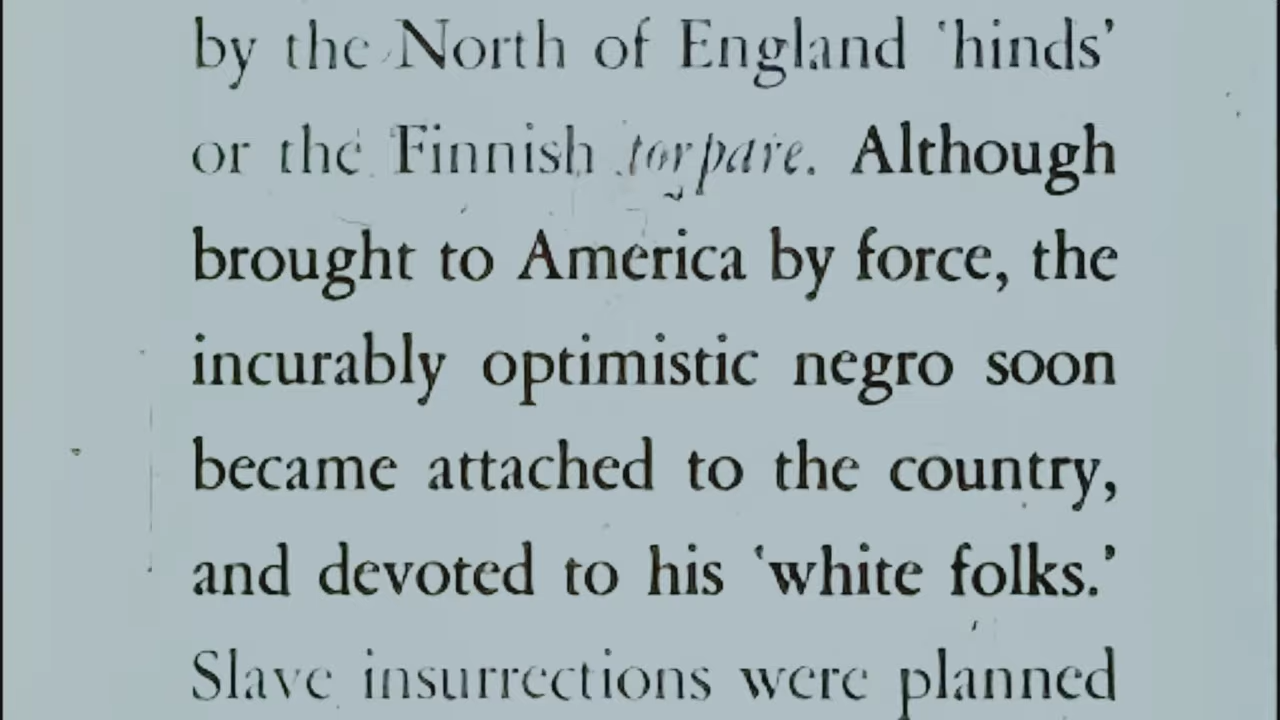 by the North of England ‘hinds’
or the Finnish torpare. Although
brought to America by force, the
incurably optimistic negro soon
became attached to the country,
and devoted to his ‘white folks.’
Slave insurrections were planned